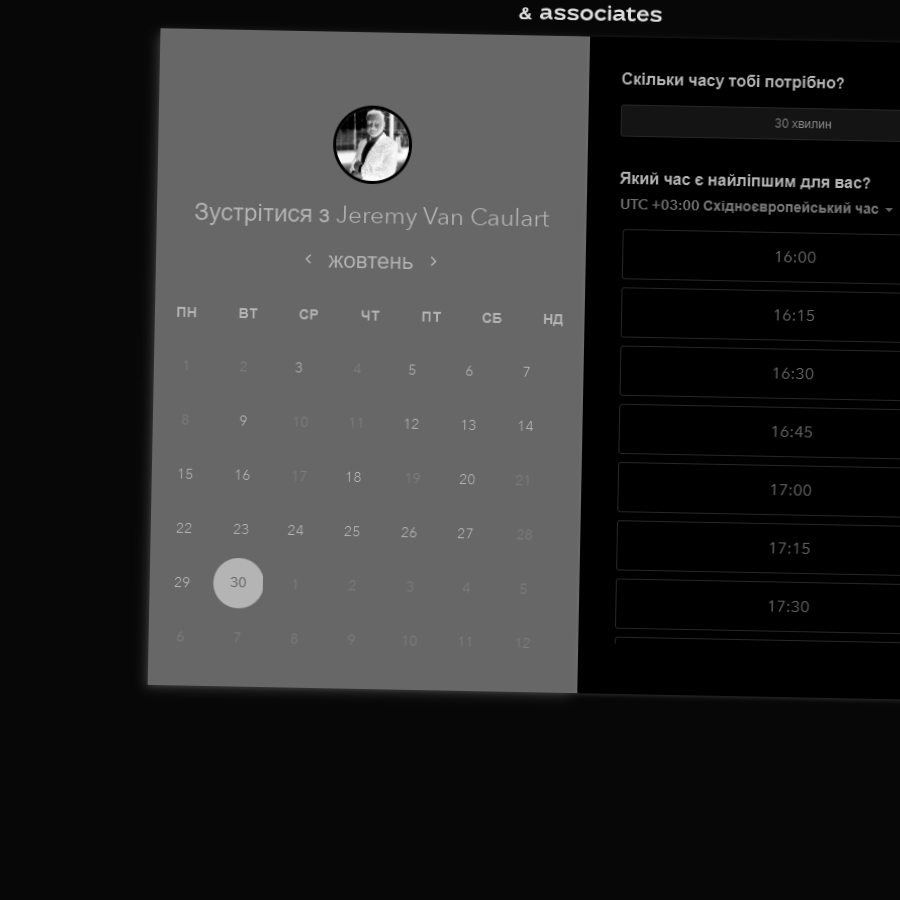 & associates
Зустрітися з Jeremy Van Caulart
жовтень
ПН ВТ СР ЧТ ПТ СБ НД
1 2 3 4 5 6 7
8 9 10 11 12 13 14
15 16 17 18 19 20 21
22 23 24 25 26 27 28
29 30 1 2 3 4 5
6 7 8 9 10 11 12
Скільки часу тобі потрібно?
30 хвилин
Який час є найліпшим для вас?
UTC +03:00 Східноєвропейський час
16:00
16:15
16:30
16:45
17:00
17:15
17:30